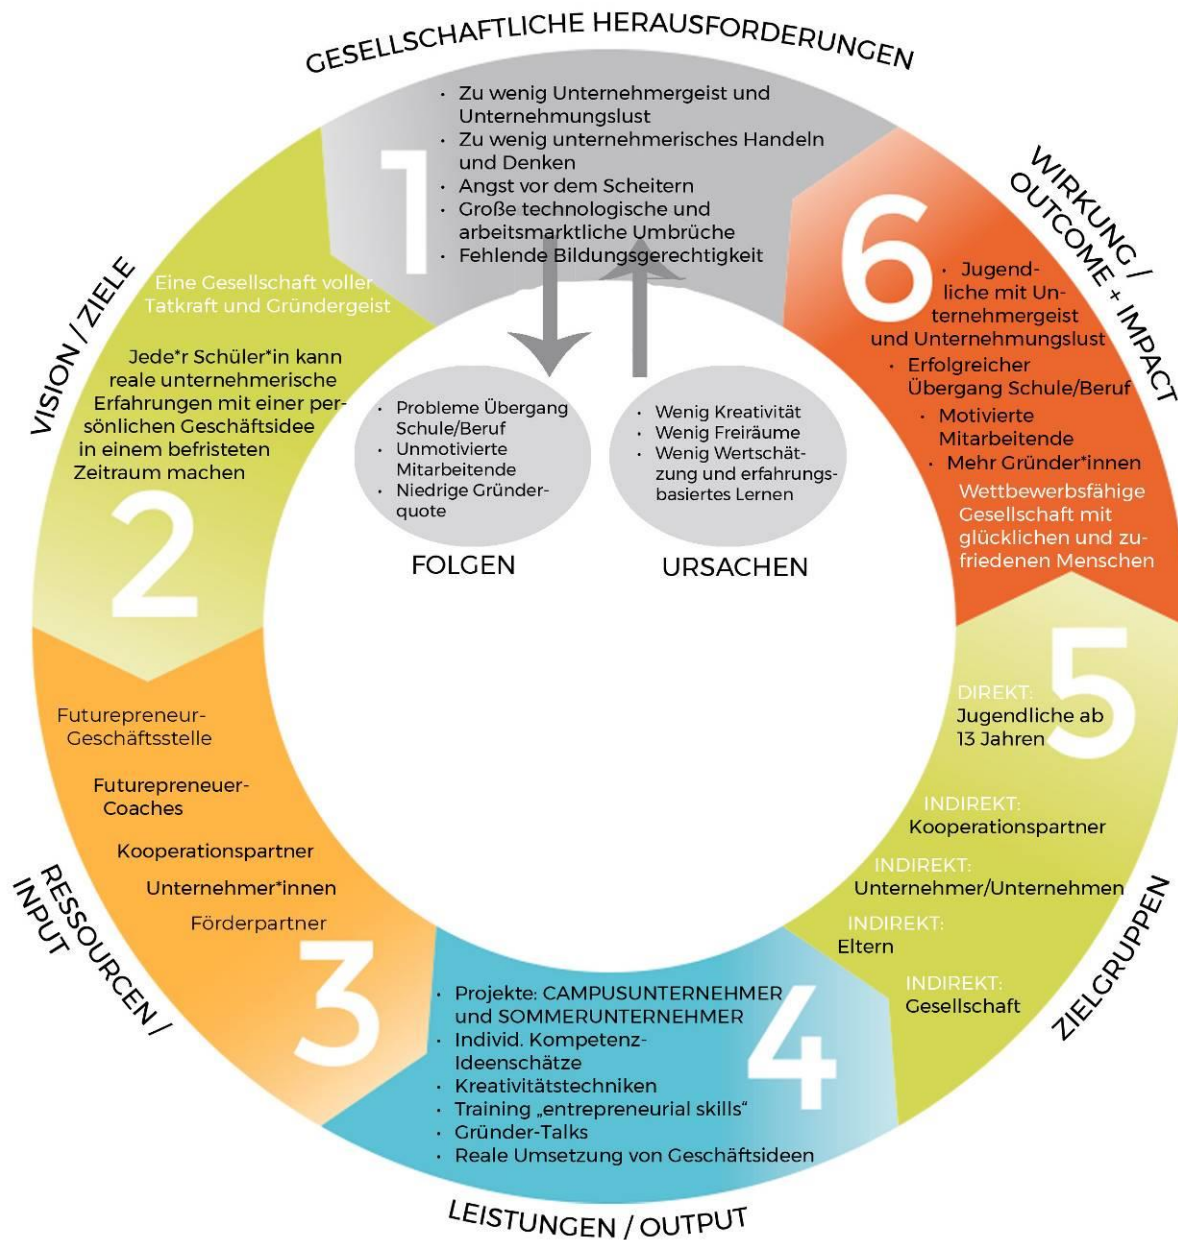 GESELLSCHAFTLICHE HERAUSFORDERUNGEN
1
• Zu wenig Unternehmergeist und
Unternehmungslust
• Zu wenig unternehmerisches Handeln
und Denken
• Angst vor dem Scheitern
• Große technologische und
arbeitsmarktliche Umbrüche
• Fehlende Bildungsgerechtigkeit
• Probleme Übergang
Schule/Beruf
• Unmotivierte
Mitarbeitende
• Niedrige Gründer-
quote
FOLGEN
• Wenig Kreativität
• Wenig Freiräume
• Wenig Wertschät-
zung und erfahrungs-
basiertes Lernen
URSACHEN
VISION / ZIELE
Eine Gesellschaft voller
Tatkraft und Gründergeist
Jede*r Schüler*in kann
reale unternehmerische
Erfahrungen mit einer per-
sönlichen Geschäftsidee
in einem befristeten
Zeitraum machen
2
RESSOURCEN /
INPUT
Futurepreneur-
Geschäftsstelle
Futurepreneuer-
Coaches
Kooperationspartner
Unternehmer*innen
Förderpartner
3
• Projekte: CAMPUSUNTERNEHMER
und SOMMERUNTERNEHMER
• Individ. Kompetenz-
Ideenschätze
• Kreativitätstechniken
• Training „entrepreneurial skills“
• Gründer-Talks
• Reale Umsetzung von Geschäftsideen
4
LEISTUNGEN / OUTPUT
5
DIREKT:
Jugendliche ab
13 Jahren
INDIREKT:
Kooperationspartner
INDIREKT:
Unternehmer/Unternehmen
INDIREKT:
Eltern
INDIREKT:
Gesellschaft
ZIELGRUPPEN
WIRKUNG /
OUTCOME + IMPACT
6
• Jugend-
liche mit Un-
ternehmergeist
und Unternehmungslust
• Erfolgreicher
Übergang Schule/Beruf
• Motivierte
Mitarbeitende
• Mehr Gründer*innen
Wettbewerbsfähige
Gesellschaft mit
glücklichen und zu-
friedenen Menschen